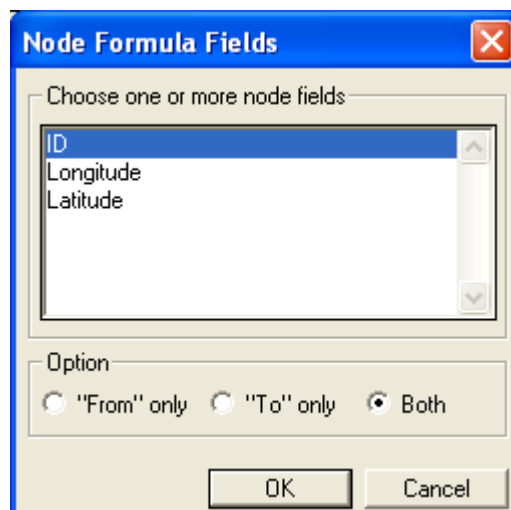 Node Formula Fields
Choose one or more node fields
ID
Longitude
Latitude
Option
"From" only "To" only Both
OK Cancel